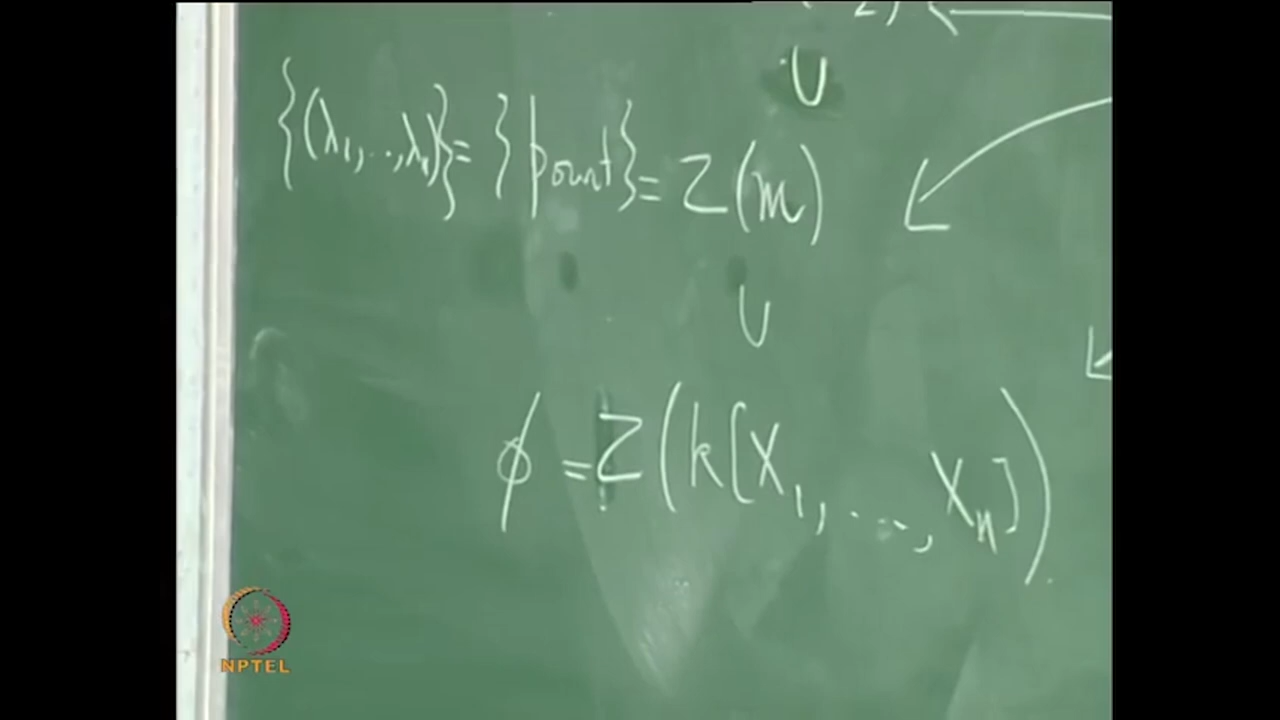 ∪
{(λ₁,..,λₙ)} = {point} = Z(m)
∪
ϕ = Z(k[X₁,...,Xₙ])
NPTEL